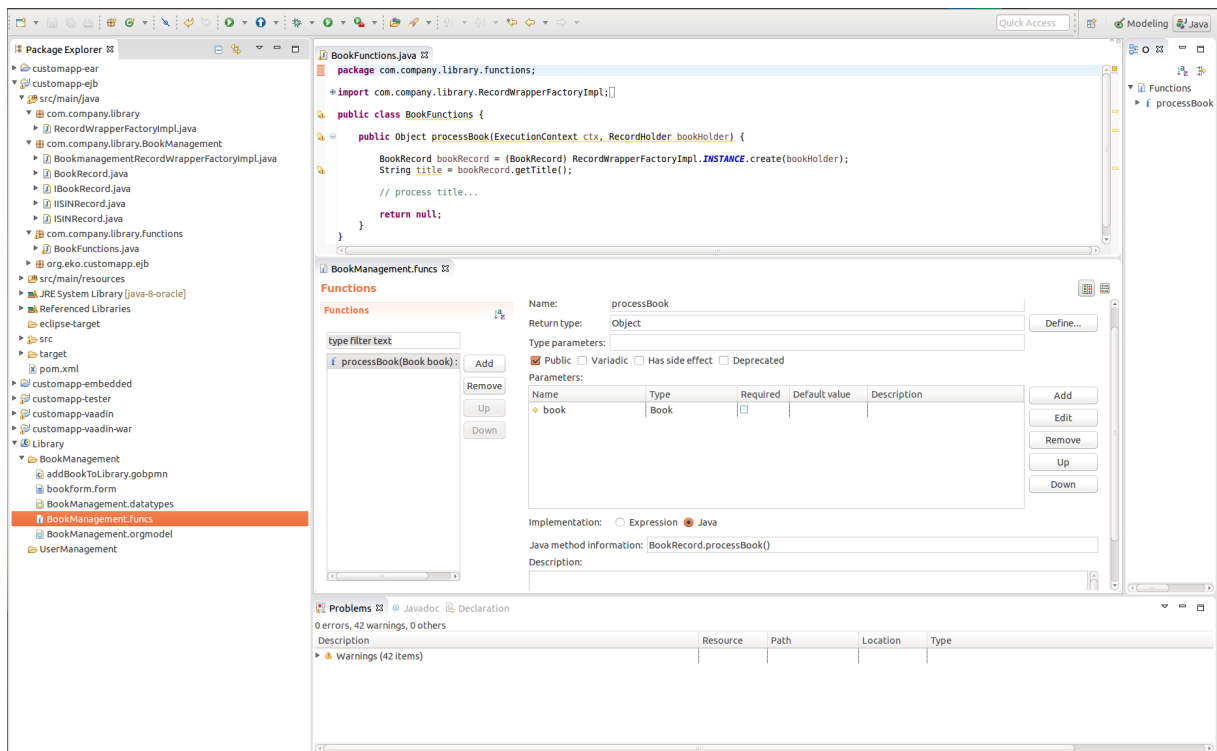 Quick Access
Modeling
Java
Package Explorer
customapp-ear
customapp-ejb
src/main/java
com.company.library
RecordWrapperFactoryImpl.java
com.company.library.BookManagement
BookmanagementRecordWrapperFactoryImpl.java
BookRecord.java
IBookRecord.java
IISINRecord.java
ISINRecord.java
com.company.library.functions
BookFunctions.java
org.eko.customapp.ejb
src/main/resources
JRE System Library [java-8-oracle]
Referenced Libraries
eclipse-target
src
target
pom.xml
customapp-embedded
customapp-tester
customapp-vaadin
customapp-vaadin-war
Library
BookManagement
addBookToLibrary.gobpmn
bookform.form
BookManagement.datatypes
BookManagement.funcs
BookManagement.orgmodel
UserManagement
BookFunctions.java
package com.company.library.functions;
import com.company.library.RecordWrapperFactoryImpl;
public class BookFunctions {
public Object processBook(ExecutionContext ctx, RecordHolder bookHolder) {
BookRecord bookRecord = (BookRecord) RecordWrapperFactoryImpl.INSTANCE.create(bookHolder);
String title = bookRecord.getTitle();
// process title...
return null;
}
}
O
Functions
processBook
BookManagement.funcs
Functions
Functions
type filter text
processBook(Book book) :
Add
Remove
Up
Down
Name: processBook
Return type: Object Define...
Type parameters:
Public Variadic Has side effect Deprecated
Parameters:
Name Type Required Default value Description
book Book
Add
Edit
Remove
Up
Down
Implementation: Expression Java
Java method information: BookRecord.processBook()
Description:
Problems Javadoc Declaration
0 errors, 42 warnings, 0 others
Description Resource Path Location Type
Warnings (42 items)